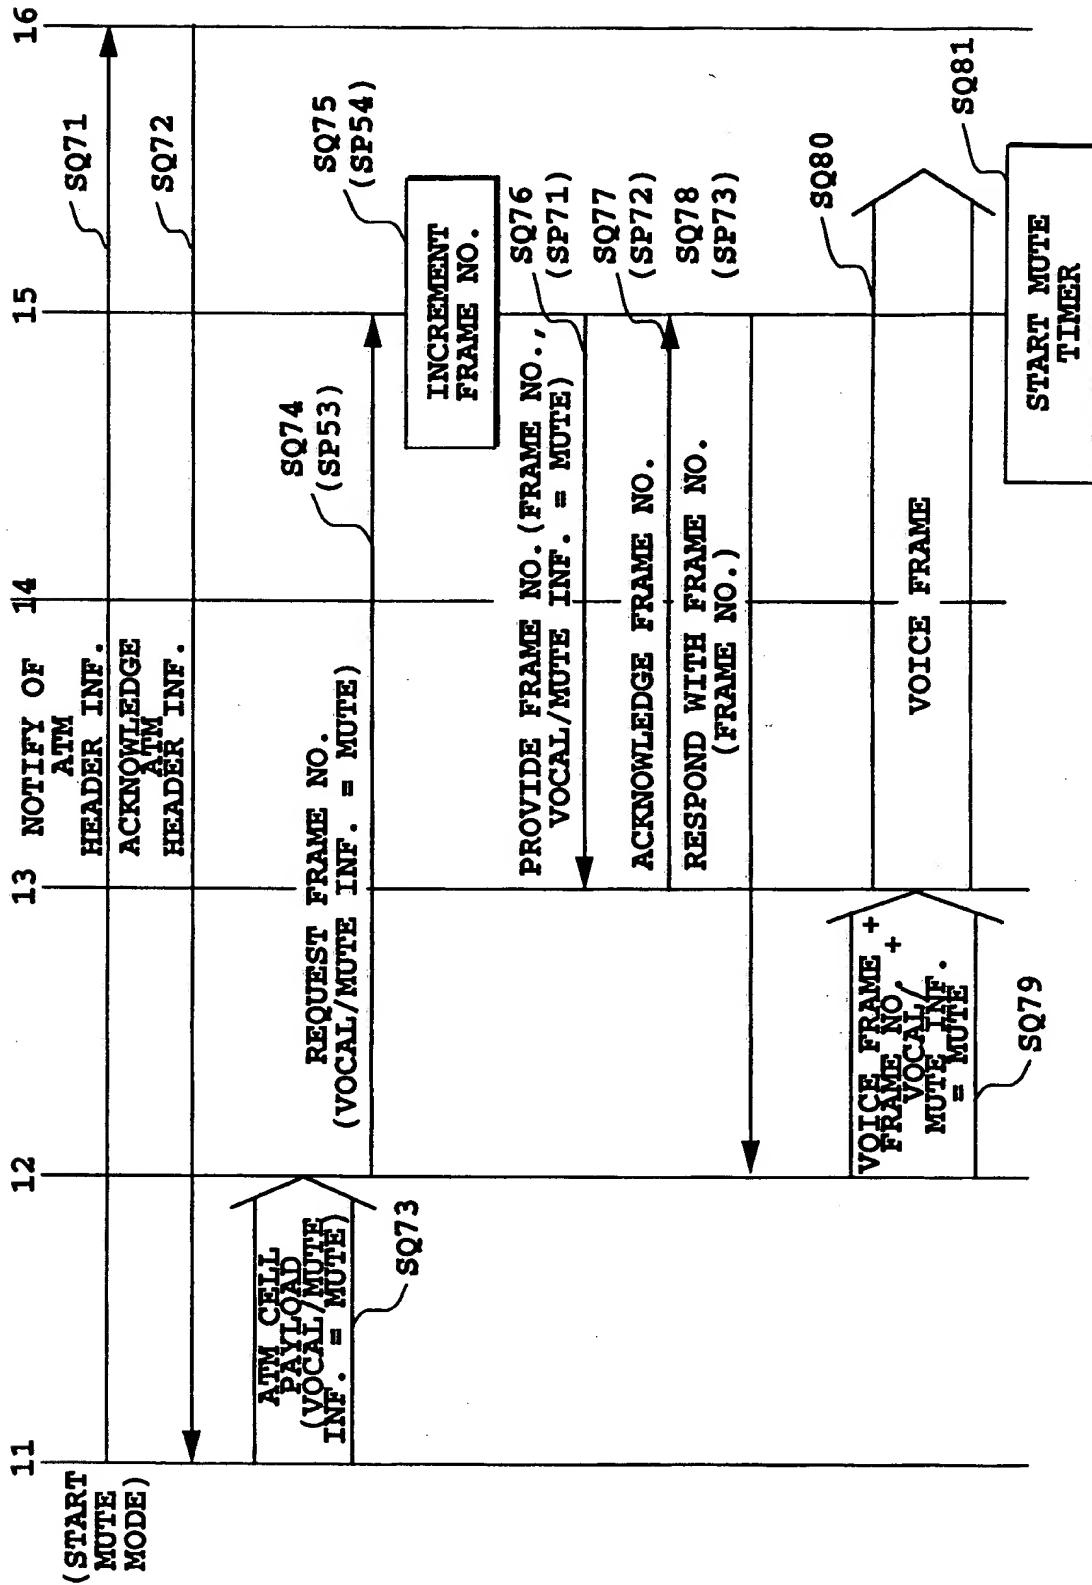 11
12
13
14
15
16
(START
MUTE
MODE)
NOTIFY OF
ATM
HEADER INF.
SQ71
ACKNOWLEDGE
ATM
HEADER INF.
SQ72
ATM CELL
PAYLOAD
(VOCAL/MUTE
INF. = MUTE)
SQ73
REQUEST FRAME NO.
(VOCAL/MUTE INF. = MUTE)
SQ74
(SP53)
INCREMENT
FRAME NO.
SQ75
(SP54)
PROVIDE FRAME NO.(FRAME NO.,
VOCAL/MUTE INF. = MUTE)
SQ76
(SP71)
ACKNOWLEDGE FRAME NO.
SQ77
(SP72)
RESPOND WITH FRAME NO.
(FRAME NO.)
SQ78
(SP73)
VOICE FRAME +
FRAME NO. +
VOCAL/
MUTE INF.
= MUTE
SQ79
VOICE FRAME
SQ80
START MUTE
TIMER
SQ81